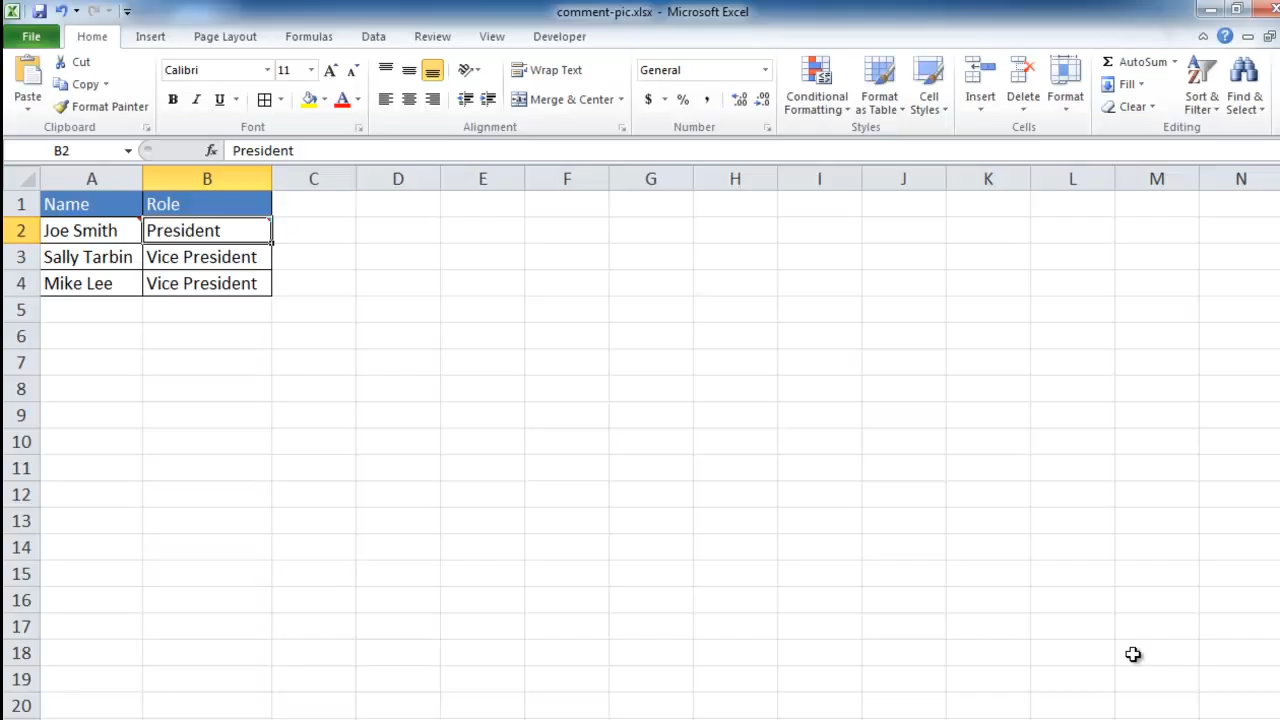 comment-pic.xlsx - Microsoft Excel
File Home Insert Page Layout Formulas Data Review View Developer
Paste
Cut
Copy
Format Painter
Clipboard
Calibri 11
B I U
Font
Wrap Text
Merge & Center
Alignment
General
$ % ,
Number
Conditional Formatting
Format as Table
Cell Styles
Styles
Insert Delete Format
Cells
Σ AutoSum
Fill
Clear
Sort & Filter
Find & Select
Editing
B2 fx President
A B C D E F G H I J K L M N
1 Name Role
2 Joe Smith President
3 Sally Tarbin Vice President
4 Mike Lee Vice President
5
6
7
8
9
10
11
12
13
14
15
16
17
18
19
20